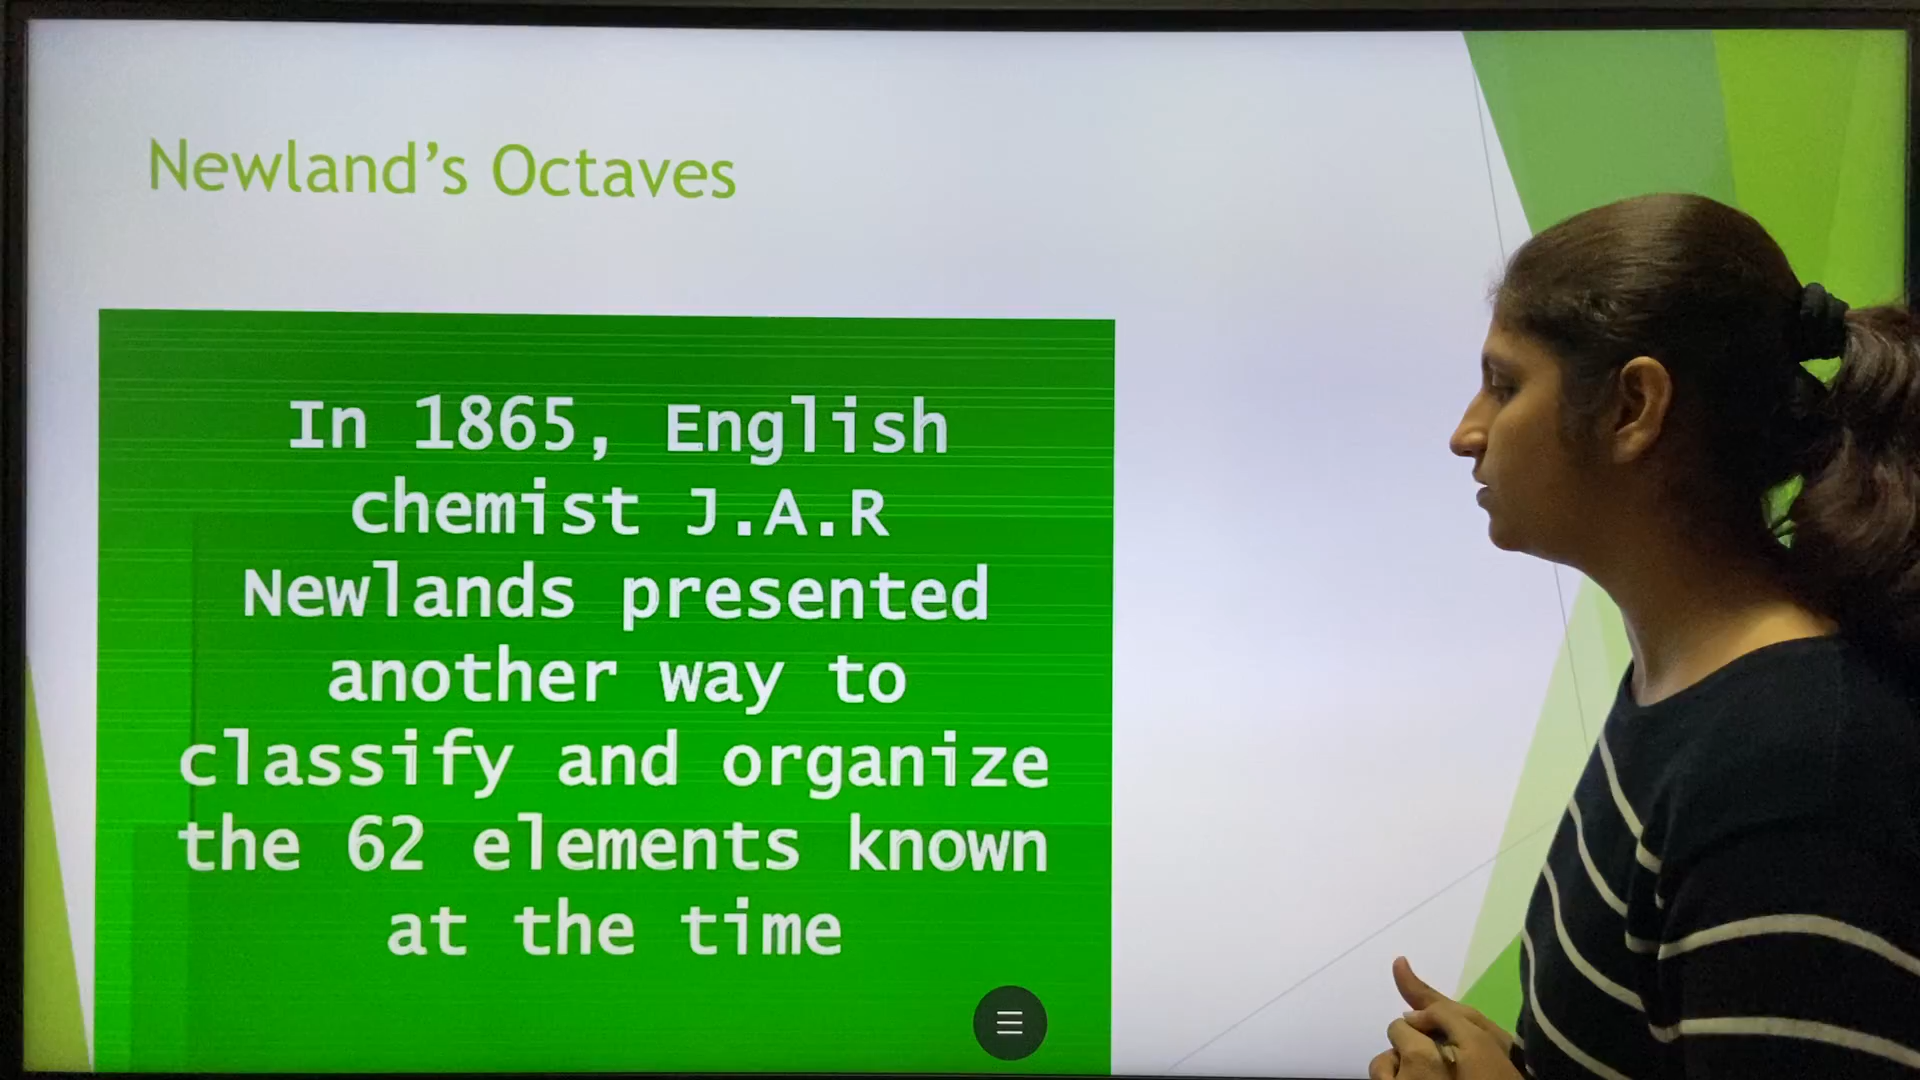 Newland’s Octaves
In 1865, English
chemist J.A.R
Newlands presented
another way to
classify and organize
the 62 elements known
at the time